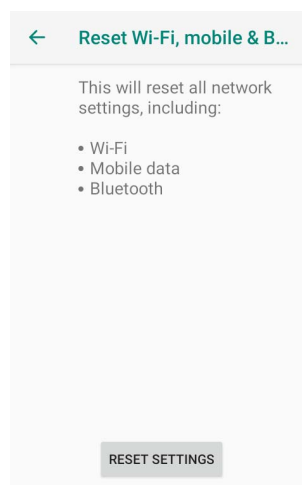 Reset Wi-Fi, mobile & B...
This will reset all network
settings, including:
• Wi-Fi
• Mobile data
• Bluetooth
RESET SETTINGS